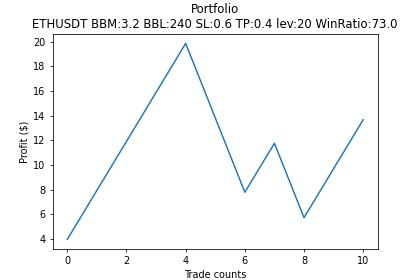 Portfolio
ETHUSDT BBM:3.2 BBL:240 SL:0.6 TP:0.4 lev:20 WinRatio:73.0
Profit ($)
20
18
16
14
12
10
8
6
4
0 2 4 6 8 10
Trade counts